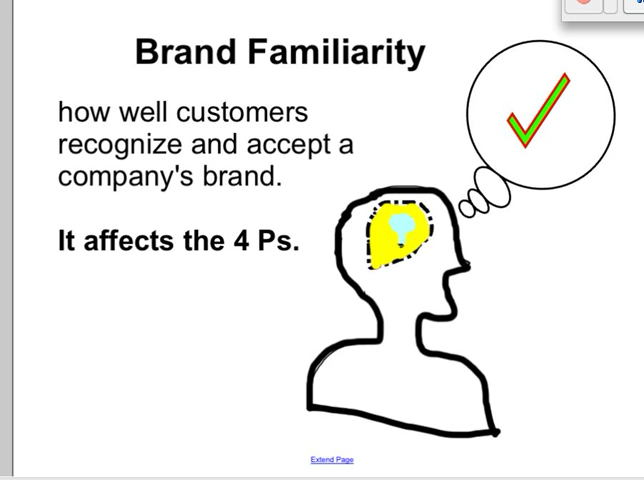 Brand Familiarity
how well customers
recognize and accept a
company's brand.
It affects the 4 Ps.
Extend Page